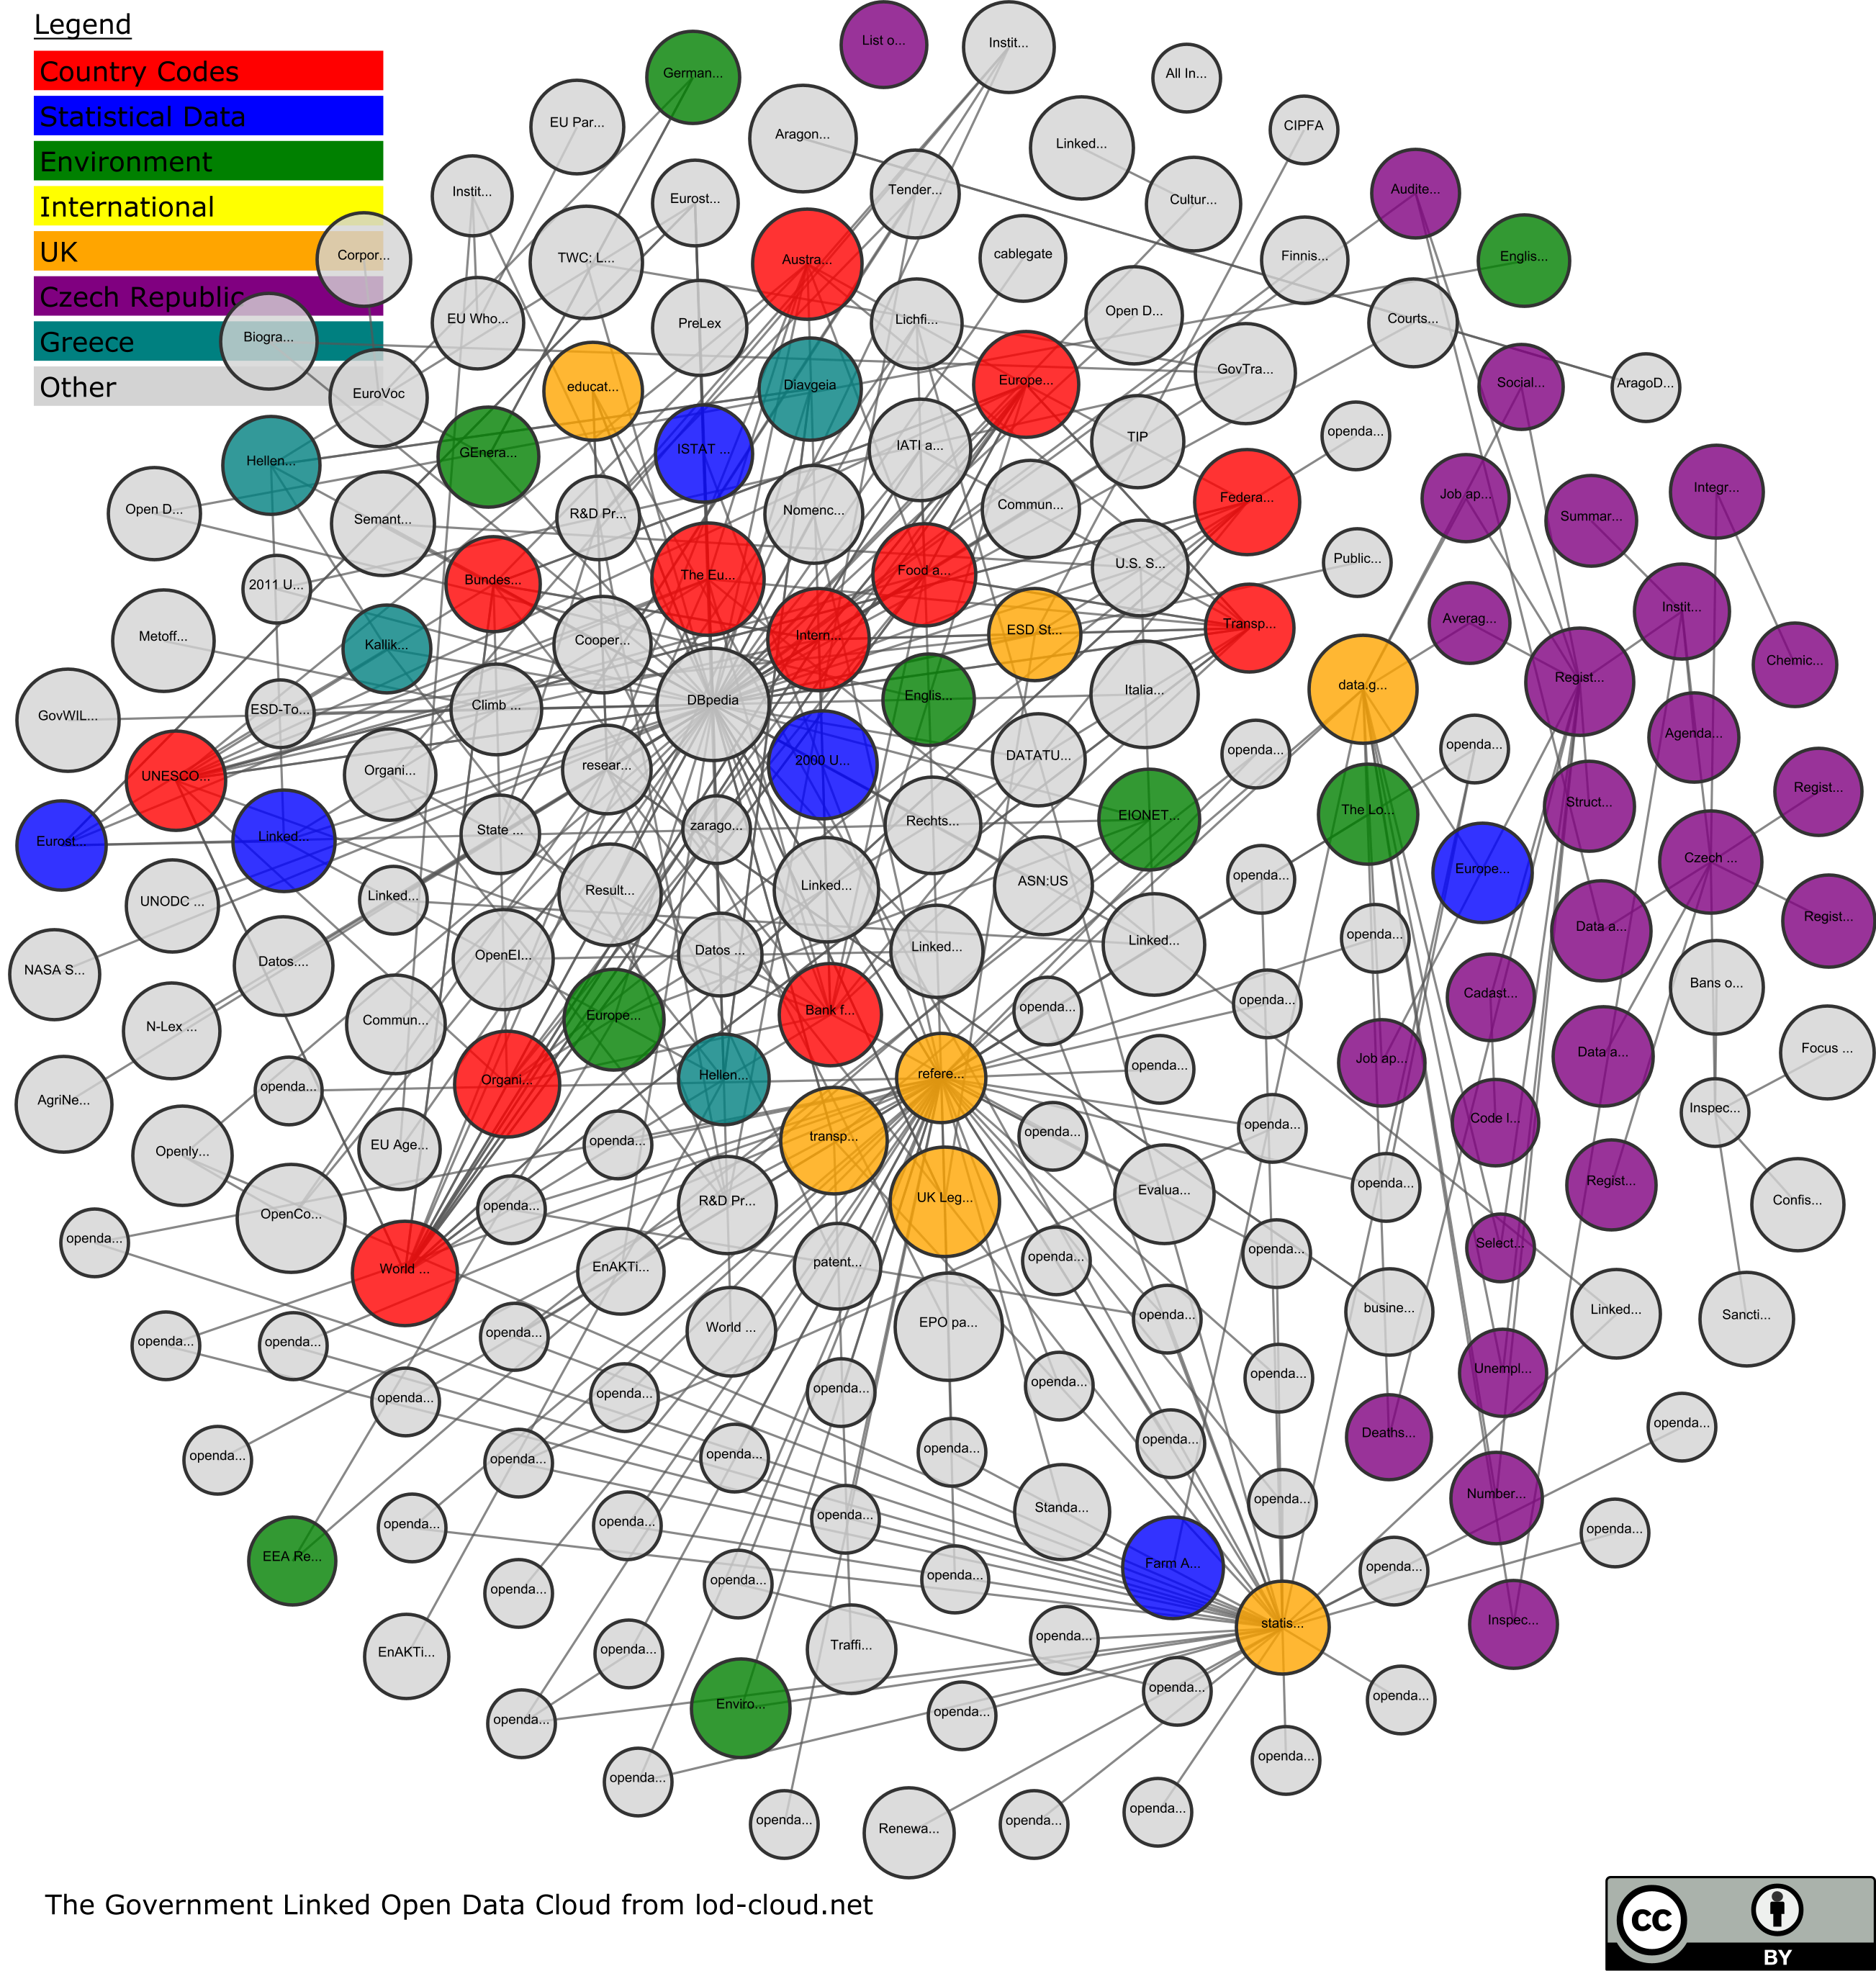 Legend
Country Codes
Statistical Data
Environment
International
UK
Czech Republic
Greece
Other
List o...
Instit...
German...
All In...
EU Par...
Aragon...
CIPFA
Linked...
Instit...
Eurost...
Tender...
Cultur...
Audite...
Corpor...
TWC: L...
Austra...
cablegate
Finnis...
Englis...
Biogra...
EU Who...
PreLex
Lichfi...
Open D...
Courts...
EuroVoc
educat...
Diavgeia
Europe...
GovTra...
Social...
AragoD...
Hellen...
GEnera...
ISTAT ...
IATI a...
TIP
openda...
Open D...
Semant...
R&D Pr...
Nomenc...
Commun...
Federa...
Job ap...
Summar...
Integr...
2011 U...
Bundes...
The Eu...
Food a...
U.S. S...
Public...
Metoff...
Kallik...
Cooper...
Intern...
ESD St...
Transp...
Averag...
Instit...
Chemic...
GovWIL...
ESD-To...
Climb ...
DBpedia
Englis...
Italia...
data.g...
Regist...
UNESCO...
Organi...
resear...
2000 U...
DATATU...
openda...
openda...
Agenda...
Eurost...
Linked...
State ...
zarago...
Rechts...
EIONET...
The Lo...
Struct...
Regist...
UNODC ...
Linked...
Result...
Linked...
ASN:US
openda...
Europe...
Czech ...
NASA S...
Datos....
OpenEI...
Datos ...
Linked...
Linked...
openda...
Data a...
Regist...
N-Lex ...
Commun...
Europe...
Bank f...
openda...
openda...
Cadast...
Bans o...
AgriNe...
openda...
Organi...
Hellen...
refere...
openda...
Job ap...
Data a...
Focus ...
Openly...
EU Age...
openda...
transp...
openda...
openda...
Code l...
Inspec...
OpenCo...
openda...
R&D Pr...
UK Leg...
Evalua...
openda...
Regist...
Confis...
openda...
World ...
EnAKTi...
patent...
openda...
openda...
Select...
openda...
openda...
openda...
World ...
EPO pa...
openda...
busine...
Linked...
Sancti...
openda...
openda...
openda...
openda...
openda...
Unempl...
openda...
openda...
openda...
openda...
openda...
Deaths...
openda...
EEA Re...
openda...
openda...
openda...
Standa...
openda...
Number...
openda...
openda...
openda...
openda...
Farm A...
openda...
EnAKTi...
openda...
Traffi...
openda...
statis...
Inspec...
openda...
Enviro...
openda...
openda...
openda...
openda...
openda...
openda...
Renewa...
openda...
openda...
The Government Linked Open Data Cloud from lod-cloud.net
cc
BY